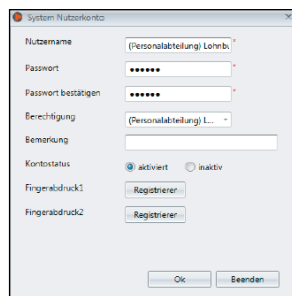 System Nutzerkonto
Nutzername
(Personalabteilung) Lohnbu
*
Passwort
••••••
*
Passwort bestätigen
••••••
*
Berechtigung
(Personalabteilung) L...
*
Bemerkung
Kontostatus
aktiviert
inaktiv
Fingerabdruck1
Registrierer
Fingerabdruck2
Registrierer
Ok
Beenden